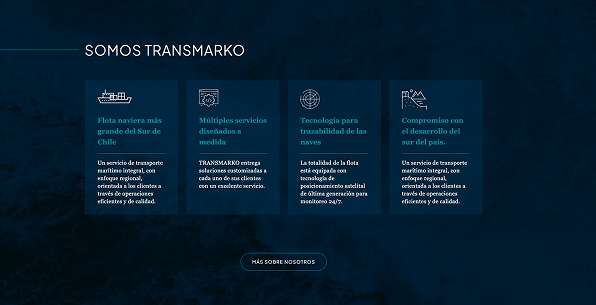 SOMOS TRANSMARKO
Flota naviera más
grande del Sur de
Chile
Un servicio de transporte
marítimo integral, con
enfoque regional,
orientada a los clientes a
través de operaciones
eficientes y de calidad.
Múltiples servicios
diseñados a
medida
TRANSMARKO entrega
soluciones customizadas a
cada uno de sus clientes
con un excelente servicio.
Tecnología para
trazabilidad de las
naves
La totalidad de la flota
está equipada con
tecnología de
posicionamiento satelital
de última generación para
monitoreo 24/7.
Compromiso con
el desarrollo del
sur del país.
Un servicio de transporte
marítimo integral, con
enfoque regional,
orientada a los clientes a
través de operaciones
eficientes y de calidad.
MÁS SOBRE NOSOTROS